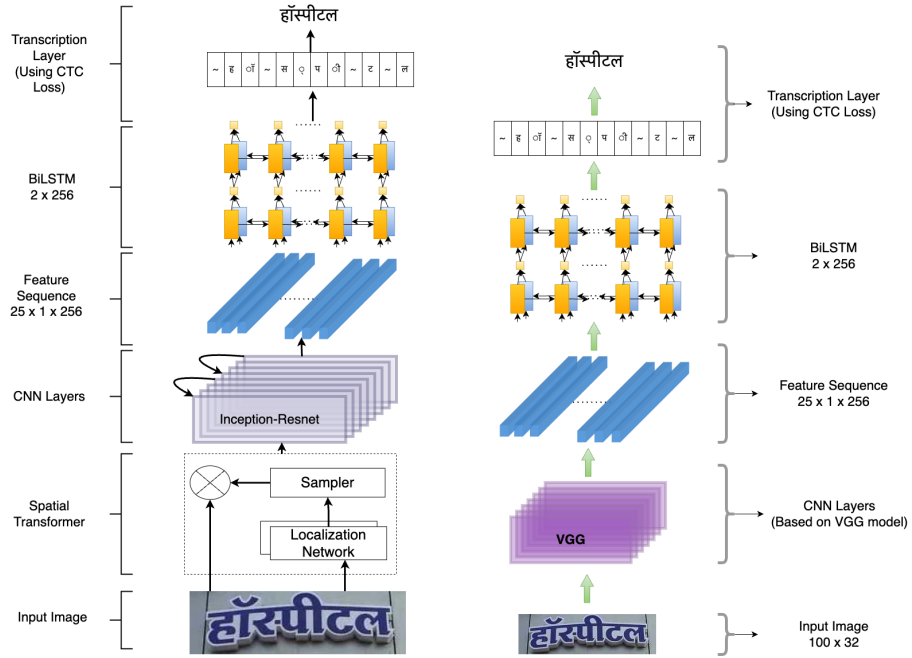 हॉस्पीटल
Transcription
Layer
(Using CTC
Loss)
~ ह ॉ ~ स ् प ी ~ ट ~ ल
BiLSTM
2 x 256
Feature
Sequence
25 x 1 x 256
CNN Layers
Inception-Resnet
Spatial
Transformer
Sampler
Localization
Network
Input Image
हॉस्पीटल
हॉस्पीटल
Transcription Layer
(Using CTC Loss)
~ ह ॉ ~ स ् प ी ~ ट ~ ल
BiLSTM
2 x 256
Feature Sequence
25 x 1 x 256
CNN Layers
(Based on VGG model)
VGG
हॉस्पीटल
Input Image
100 x 32